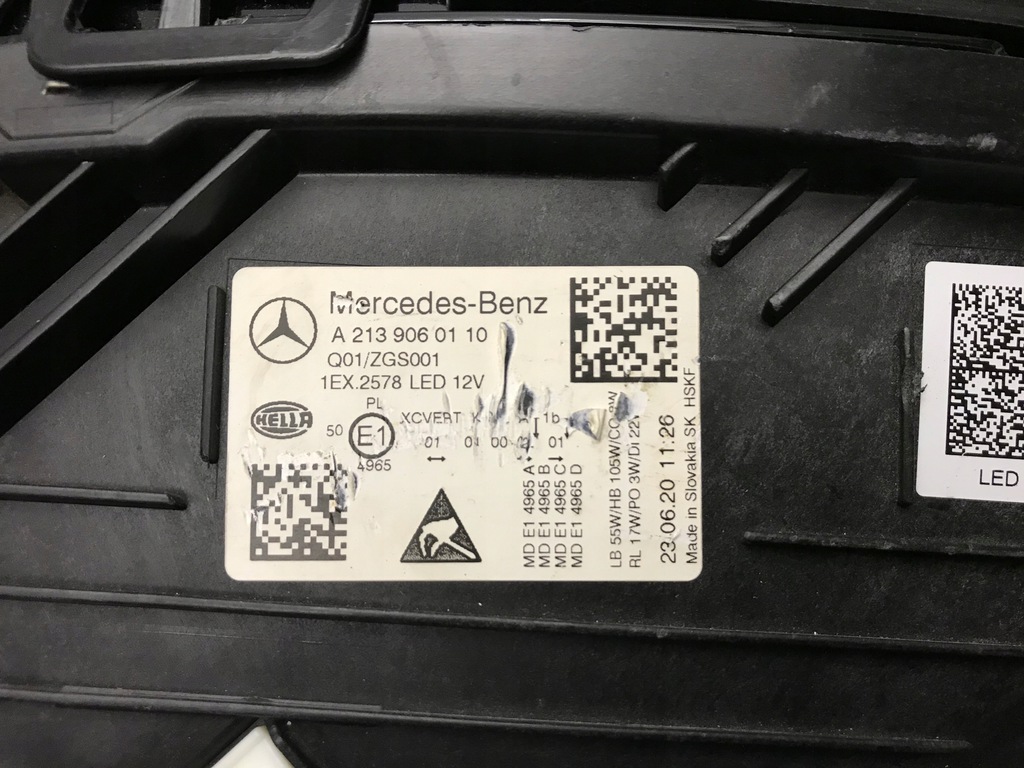 Mercedes-Benz
A 213 906 01 10
Q01/ZGS001
1EX.2578 LED 12V
HELLA
PL
50
E1
4965
XCVERT
1b
01
00
01
MD E1 4965 A
MD E1 4965 B
MD E1 4965 C
MD E1 4965 D
LB 55W/HB 105W/CO
RL 17W/PO 3W/DI 22
23.06.20 11:26
Made in Slovakia SK HSKF
LED